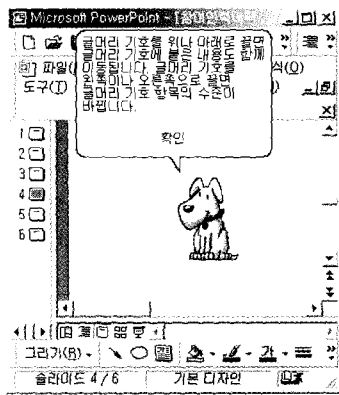 Microsoft PowerPoint - [
글머리 기호를 위나 아래로 끌면
글머리 기호에 붙은 내용도 함께
이동됩니다. 글머리 기호를
왼쪽이나 오른쪽으로 끌면
글머리 기호 항목의 수준이
바뀝니다.
확인
파일(
식(O)
도구(T)
1
2
3
4
5
6
그리기(R)
가
슬라이드 4 / 6
기본 디자인